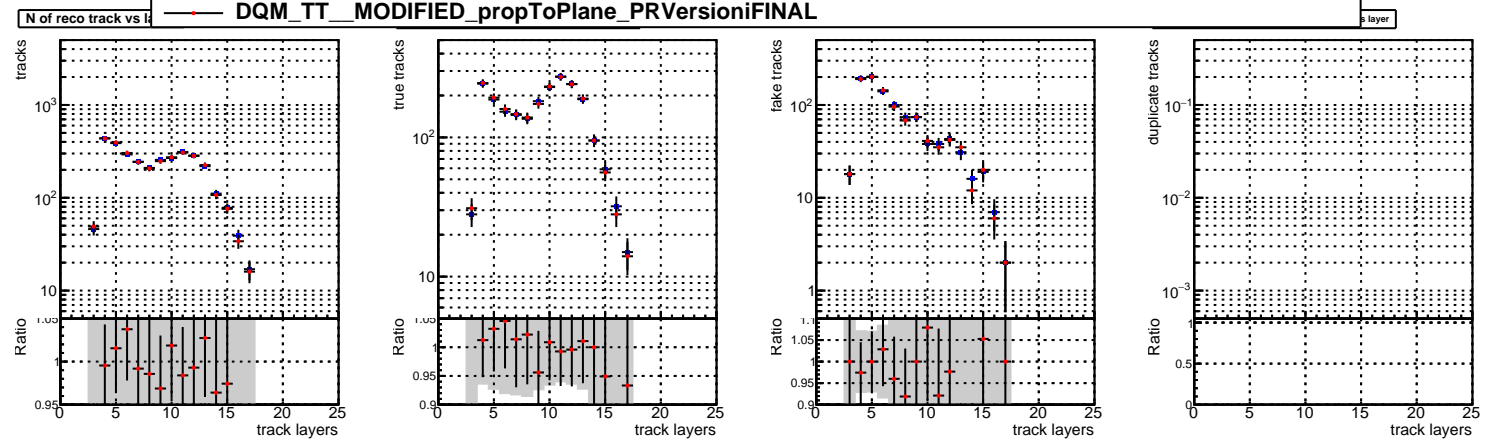 DQM_TT__MODIFIED_propToPlane_PRVersioniFINAL
N of reco track vs la
s layer
tracks
10³
10²
10
Ratio
1.05
1
0.95
0 5 10 15 20 25
track layers
true tracks
10²
10
Ratio
1.05
1
0.95
0.9
0 5 10 15 20 25
track layers
fake tracks
10²
10
1
Ratio
1.1
1.05
1
0.95
0.9
0 5 10 15 20 25
track layers
duplicate tracks
10⁻¹
10⁻²
10⁻³
Ratio
1
0.5
0
0 5 10 15 20 25
track layers